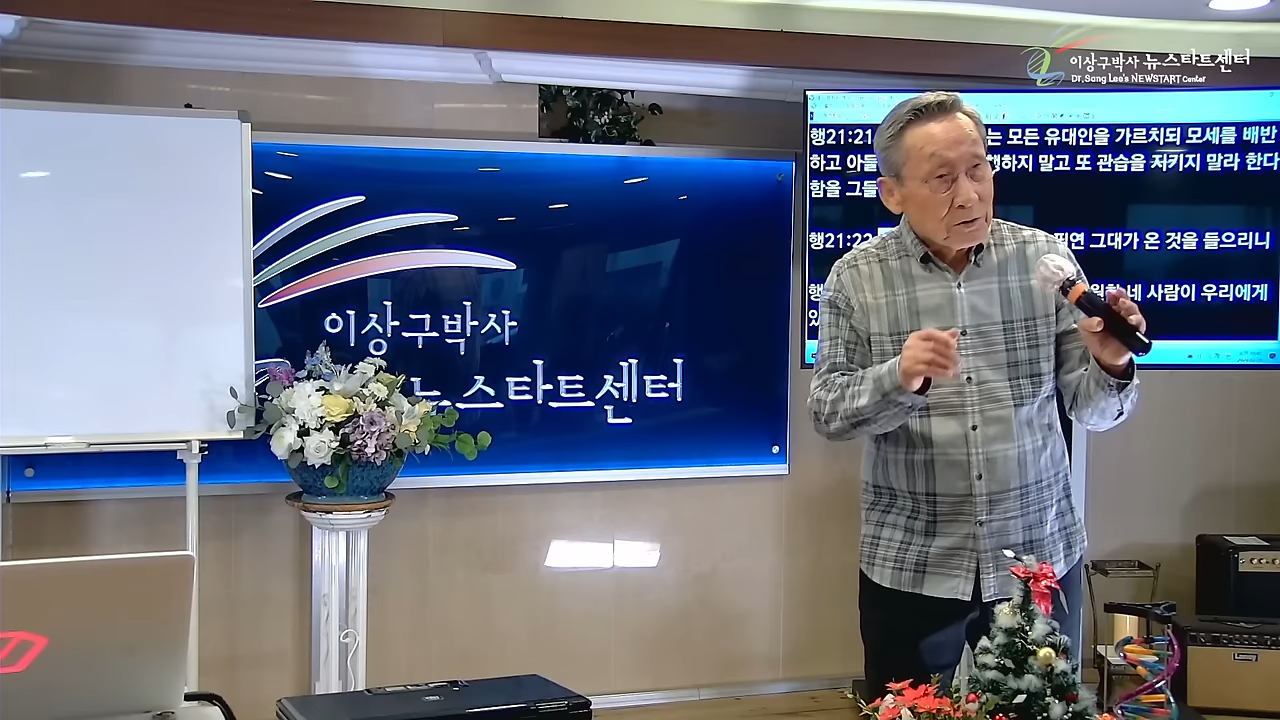 이상구박사 뉴스타트센터
Dr. Sang Lee's NEWSTART Center
행21:21 는 모든 유대인을 가르치되 모세를 배반
하고 아들 행하지 말고 또 관습을 지키지 말라 한다
함을 그들
행21:22 필연 그대가 온 것을 들으리니
행 네 사람이 우리에게
이상구박사
뉴스타트센터